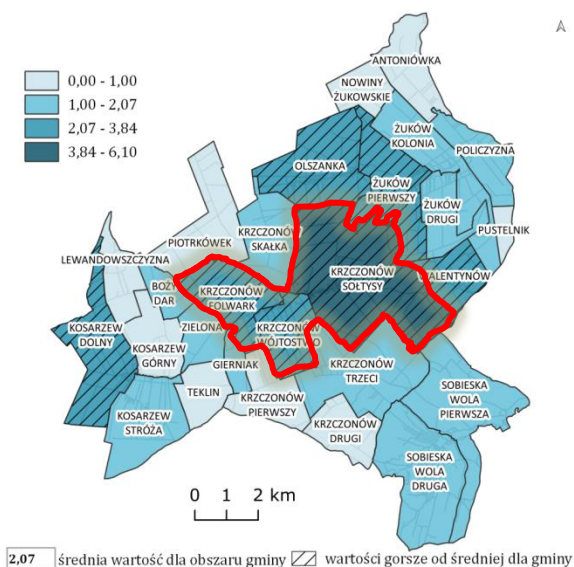 ANTONIÓWKA
0,00 - 1,00
1,00 - 2,07
2,07 - 3,84
3,84 - 6,10
NOWINY
ŻUKOWSKIE
ŻUKÓW
KOLONIA
POLICZYZNA
OLSZANKA
ŻUKÓW
PIERWSZY
ŻUKÓW
DRUGI
PUSTELNIK
KRZCZONÓW
SKAŁKA
PIOTRKÓWEK
LEWANDOWSZCZYZNA
KRZCZONÓW
SOŁTYSY
WALENTYNÓW
BOŻY
DAR
KRZCZONÓW
FOLWARK
KOSARZEW
DOLNY
ZIELONA
KRZCZONÓW
WÓJTOSTWO
KOSARZEW
GÓRNY
GIERNIAK
KRZCZONÓW
TRZECI
TEKLIN
KRZCZONÓW
PIERWSZY
SOBIESKA
WOLA
PIERWSZA
KOSARZEW
STRÓŻA
KRZCZONÓW
DRUGI
SOBIESKA
WOLA
DRUGA
0 1 2 km
2,07 średnia wartość dla obszaru gminy wartości gorsze od średniej dla gminy